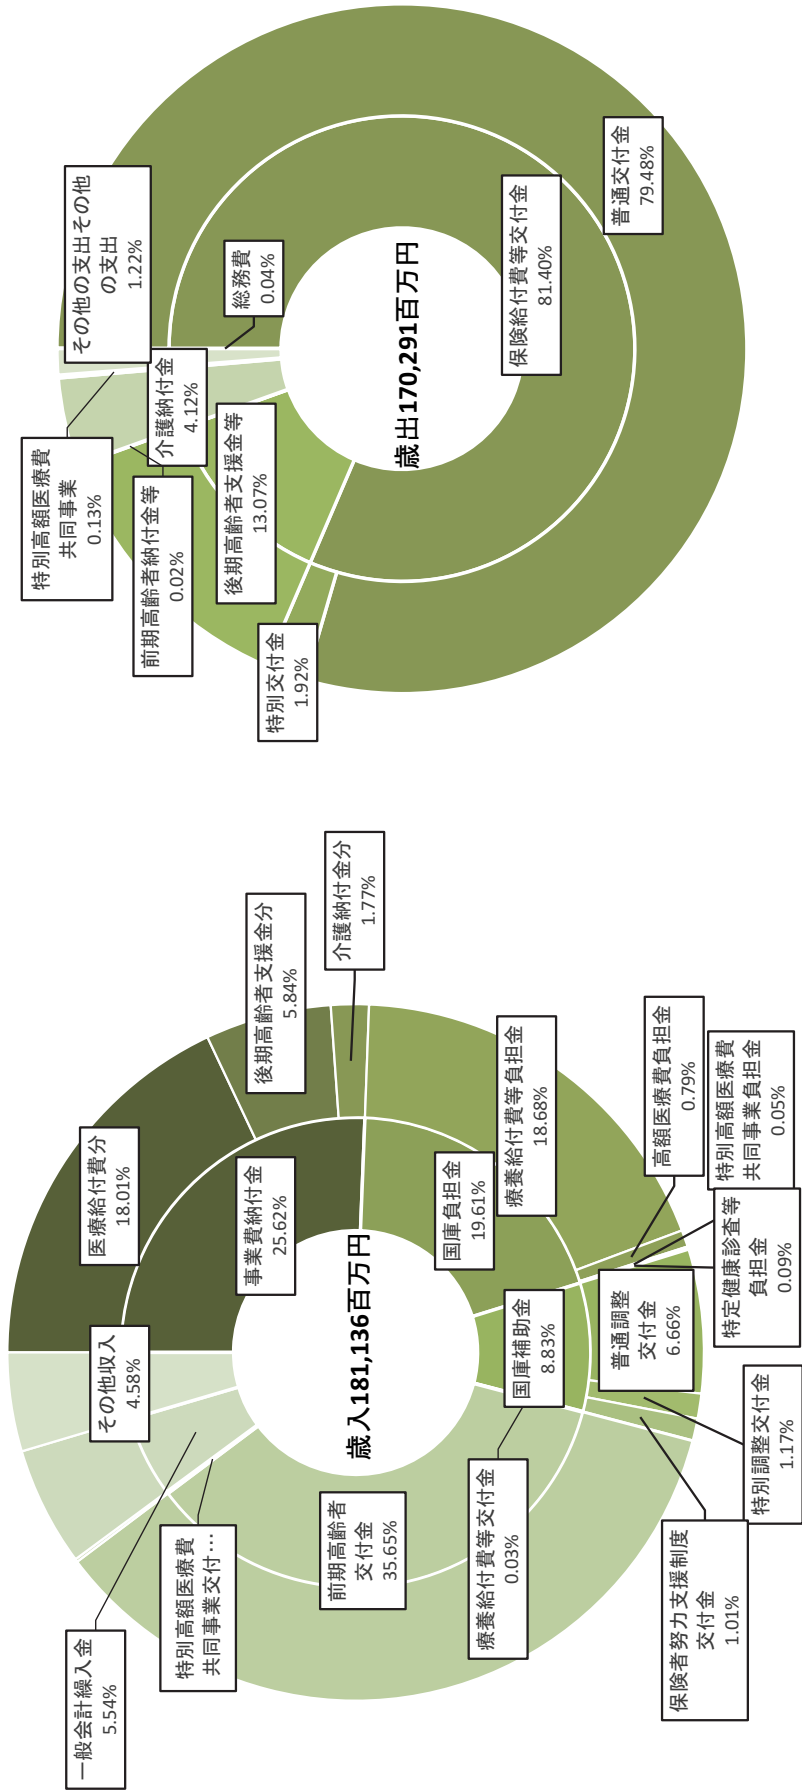 医療給付費分
18.01%
後期高齢者支援金分
5.84%
介護納付金分
1.77%
事業費納付金
25.62%
国庫負担金
19.61%
療養給付費等負担金
18.68%
高額医療費負担金
0.79%
特別高額医療費
共同事業負担金
0.05%
特定健康診査等
負担金
0.09%
国庫補助金
8.83%
普通調整
交付金
6.66%
特別調整交付金
1.17%
保険者努力支援制度
交付金
1.01%
療養給付費等交付金
0.03%
前期高齢者
交付金
35.65%
特別高額医療費
共同事業交付…
一般会計繰入金
5.54%
その他収入
4.58%
歳入181,136百万円
総務費
0.04%
保険給付費等交付金
81.40%
普通交付金
79.48%
特別交付金
1.92%
後期高齢者支援金等
13.07%
前期高齢者納付金等
0.02%
介護納付金
4.12%
特別高額医療費
共同事業
0.13%
その他の支出その他
の支出
1.22%
歳出170,291百万円